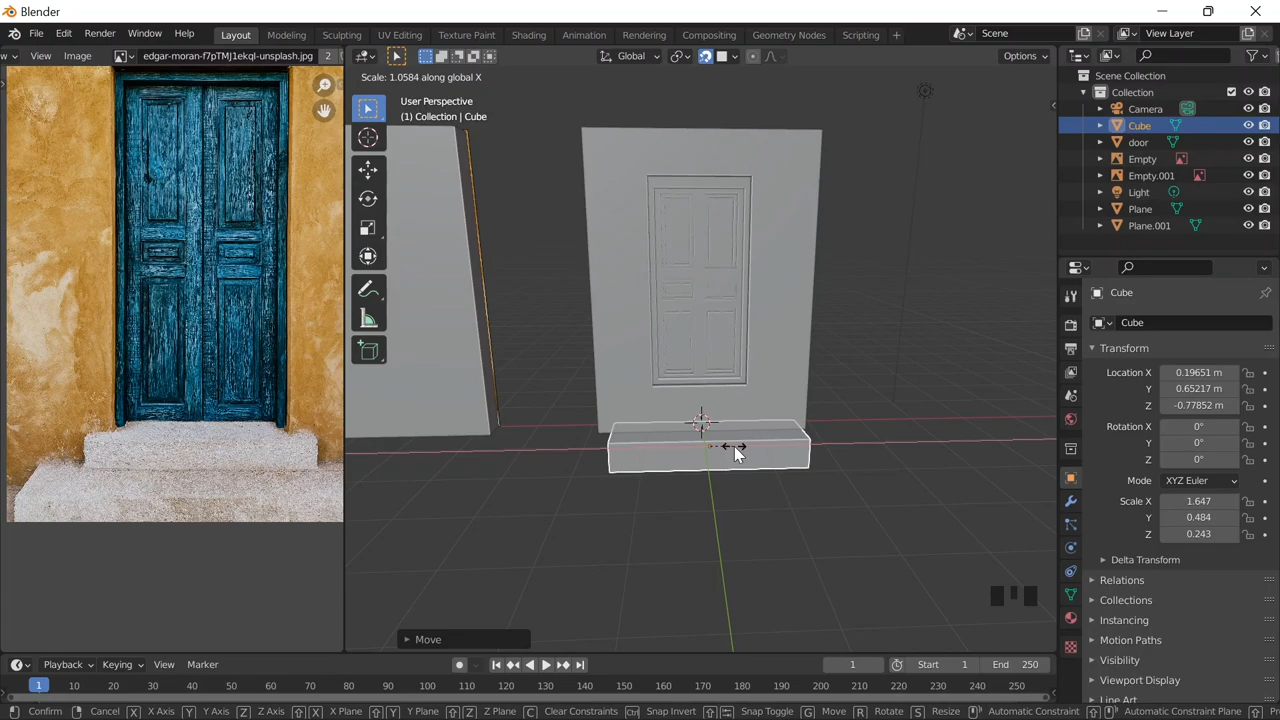 Blender
File Edit Render Window Help Layout Modeling Sculpting UV Editing Texture Paint Shading Animation Rendering Compositing Geometry Nodes Scripting + Scene View Layer
View Image edgar-moran-f7pTMJ1ekqI-unsplash.jpg 2 Global Options
Scale: 1.0584 along global X
User Perspective
(1) Collection | Cube
Scene Collection
Collection
Camera
Cube
door
Empty
Empty.001
Light
Plane
Plane.001
Cube
Cube
Transform
Location X 0.19651 m
Y 0.65217 m
Z -0.77852 m
Rotation X 0°
Y 0°
Z 0°
Mode XYZ Euler
Scale X 1.647
Y 0.484
Z 0.243
Delta Transform
Relations
Collections
Instancing
Motion Paths
Visibility
Viewport Display
Line Art
Move
Playback Keying View Marker 1 Start 1 End 250
1 10 20 30 40 50 60 70 80 90 100 110 120 130 140 150 160 170 180 190 200 210 220 230 240 250
Confirm Cancel X X Axis Y Y Axis Z Z Axis X X Plane Y Y Plane Z Z Plane C Clear Constraints Ctrl Snap Invert Snap Toggle G Move R Rotate S Resize Automatic Constraint Automatic Constraint Plane